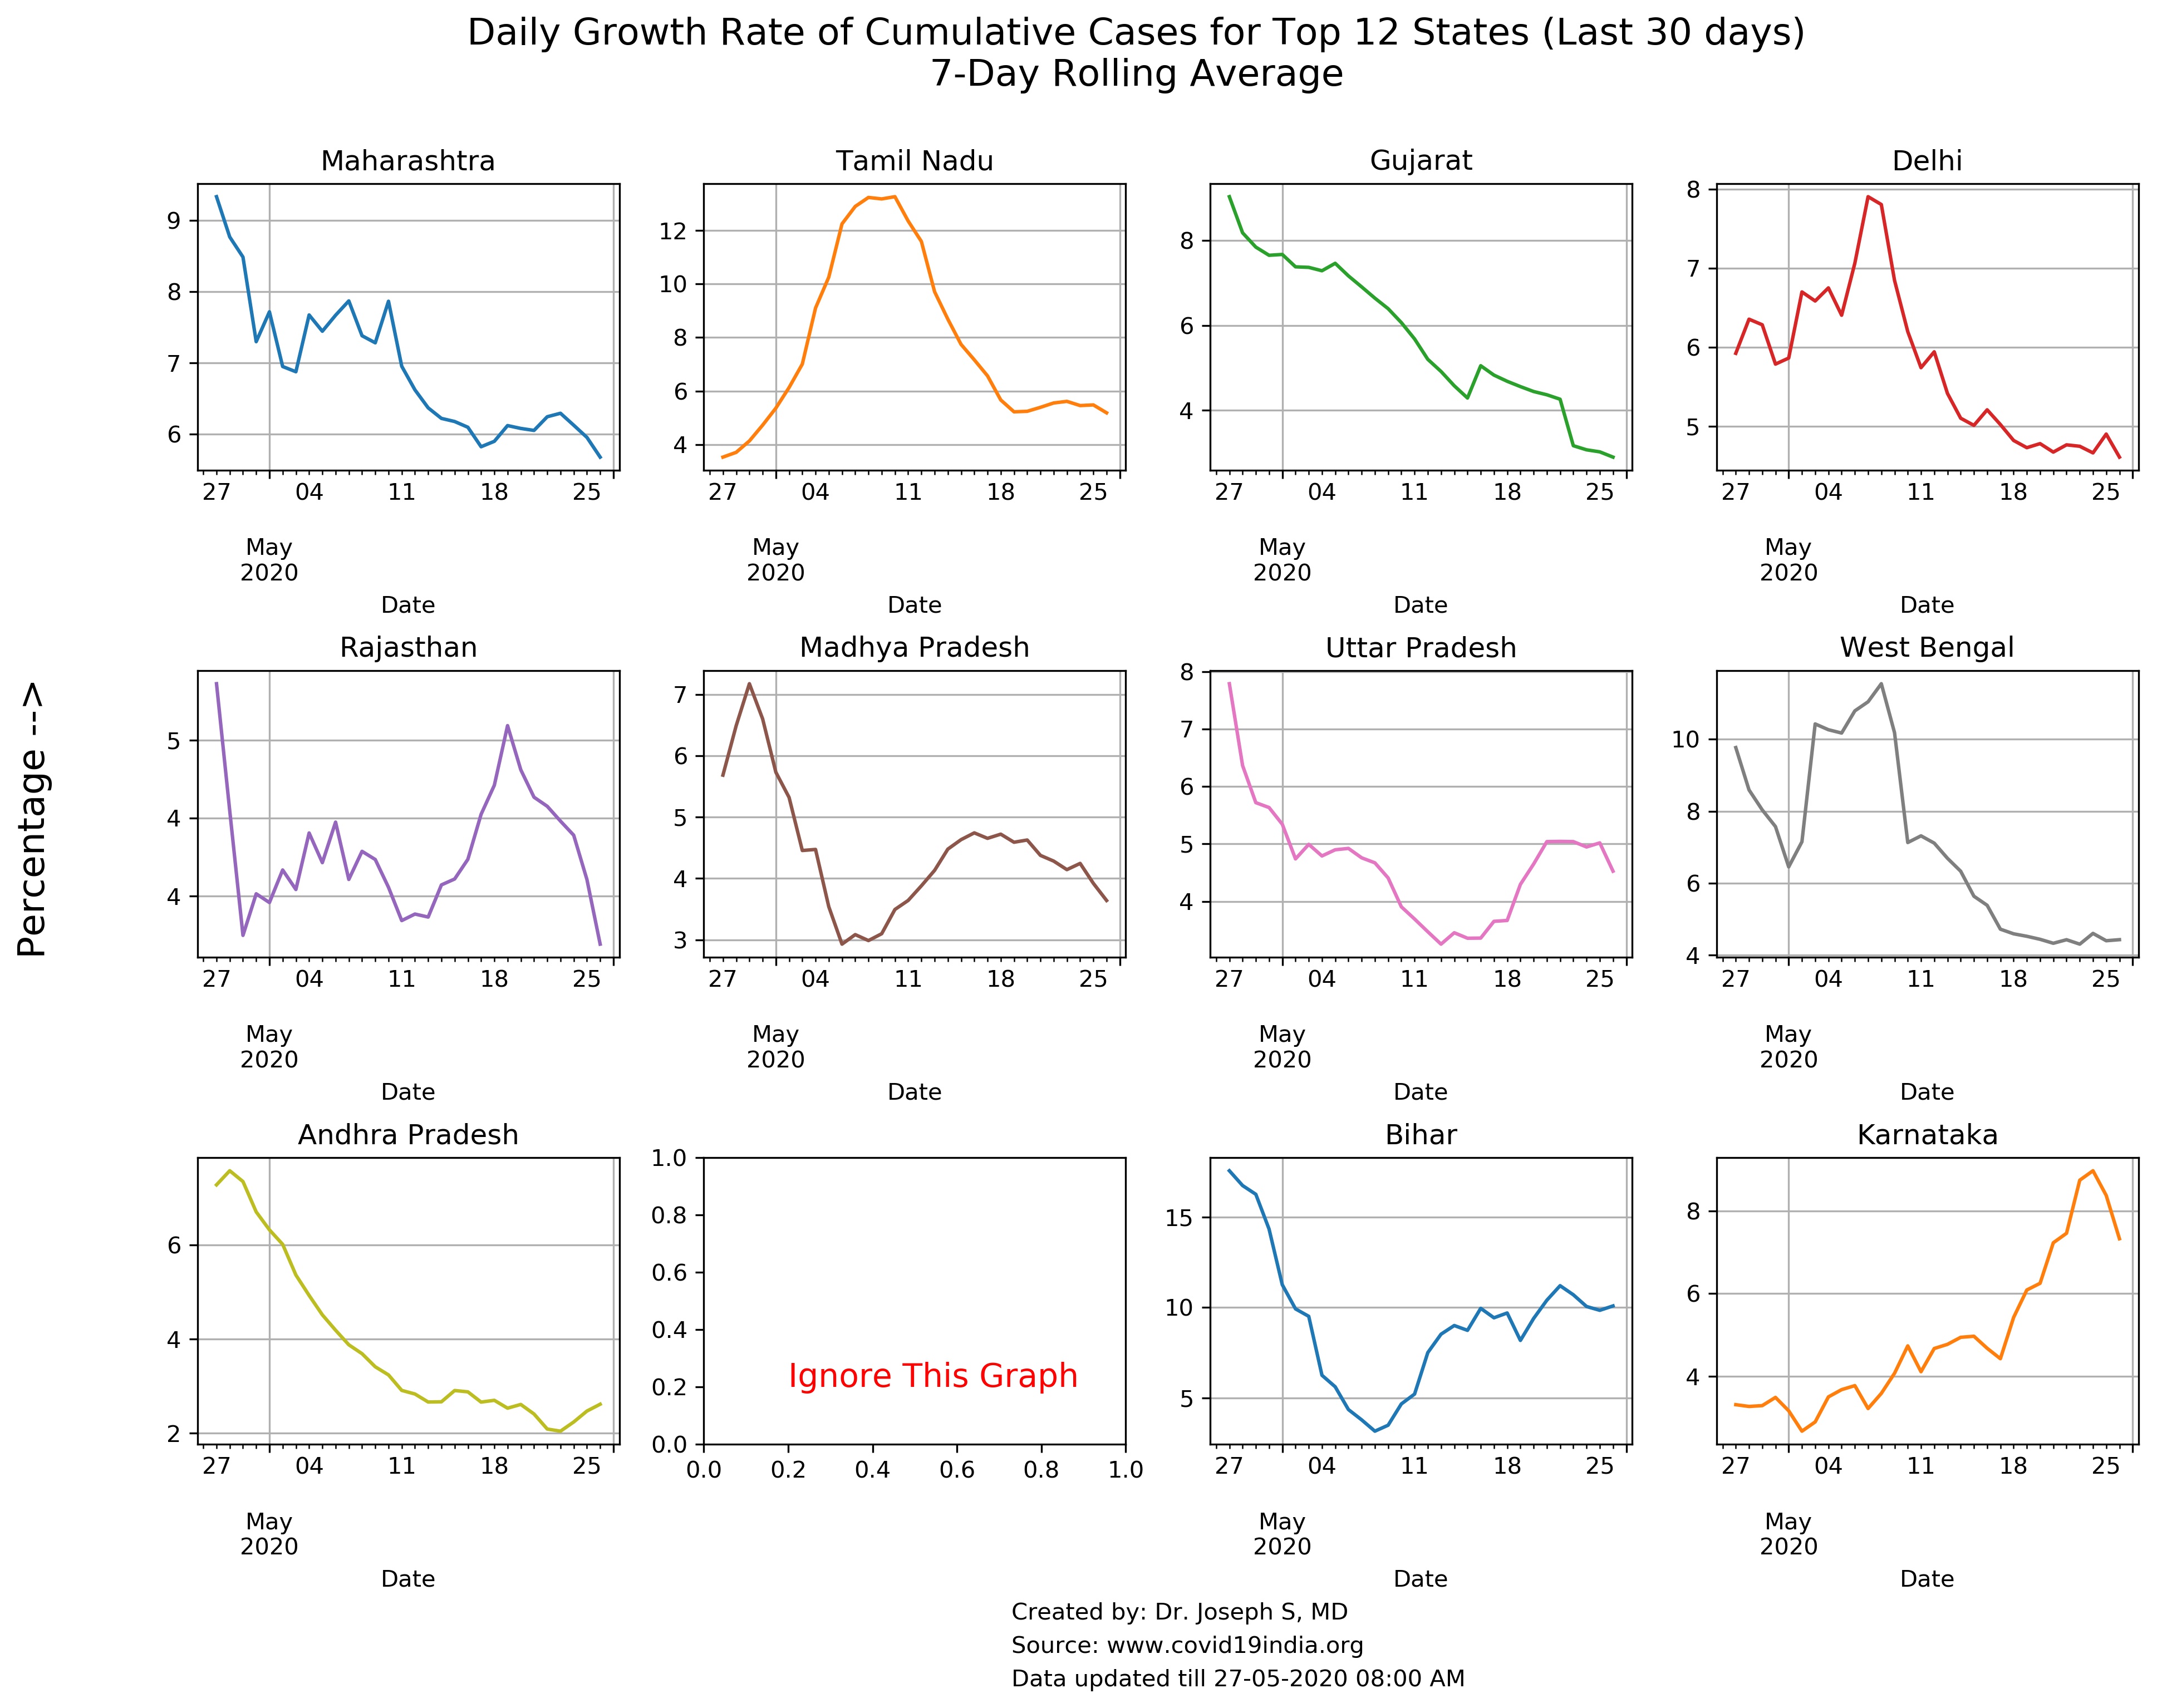 Daily Growth Rate of Cumulative Cases for Top 12 States (Last 30 days)
7-Day Rolling Average
Percentage -->
Maharashtra
9
8
7
6
27 04 11 18 25
May
2020
Date
Tamil Nadu
12
10
8
6
4
27 04 11 18 25
May
2020
Date
Gujarat
8
6
4
27 04 11 18 25
May
2020
Date
Delhi
8
7
6
5
27 04 11 18 25
May
2020
Date
Rajasthan
5
4
4
27 04 11 18 25
May
2020
Date
Madhya Pradesh
7
6
5
4
3
27 04 11 18 25
May
2020
Date
Uttar Pradesh
8
7
6
5
4
27 04 11 18 25
May
2020
Date
West Bengal
10
8
6
4
27 04 11 18 25
May
2020
Date
Andhra Pradesh
6
4
2
27 04 11 18 25
May
2020
Date
1.0
0.8
0.6
0.4
0.2
0.0
Ignore This Graph
0.0 0.2 0.4 0.6 0.8 1.0
Bihar
15
10
5
27 04 11 18 25
May
2020
Date
Karnataka
8
6
4
27 04 11 18 25
May
2020
Date
Created by: Dr. Joseph S, MD
Source: www.covid19india.org
Data updated till 27-05-2020 08:00 AM